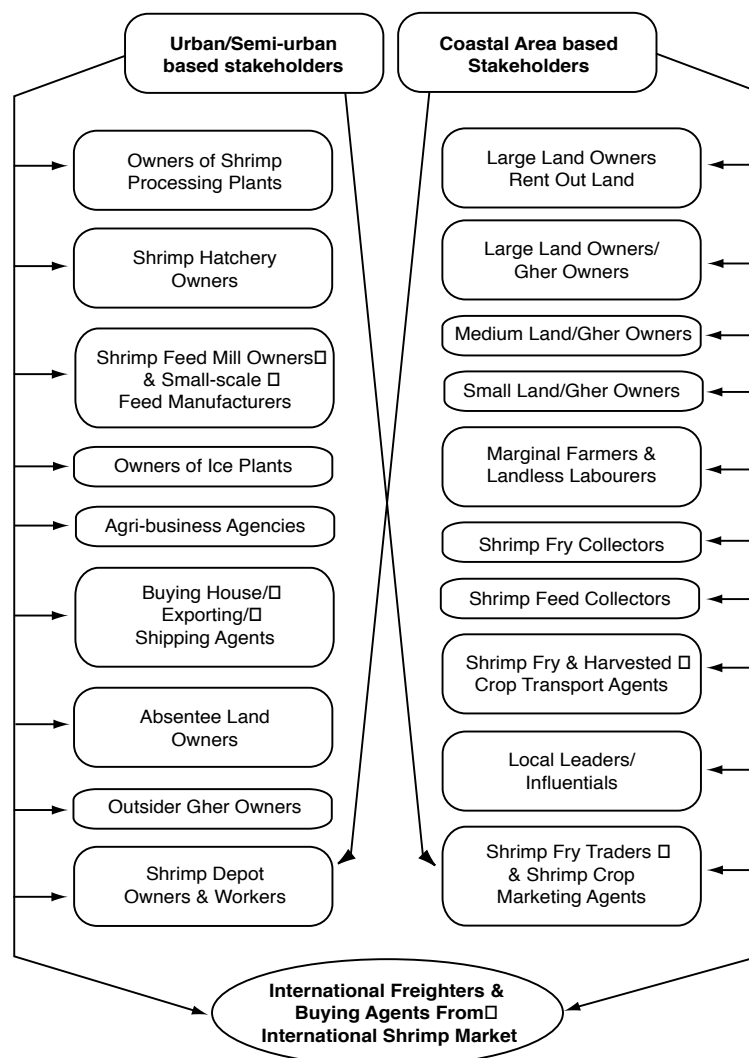 Urban/Semi-urban
based stakeholders
Coastal Area based
Stakeholders
Owners of Shrimp
Processing Plants
Shrimp Hatchery
Owners
Shrimp Feed Mill Owners□
& Small-scale □
Feed Manufacturers
Owners of Ice Plants
Agri-business Agencies
Buying House/□
Exporting/□
Shipping Agents
Absentee Land
Owners
Outsider Gher Owners
Shrimp Depot
Owners & Workers
Large Land Owners
Rent Out Land
Large Land Owners/
Gher Owners
Medium Land/Gher Owners
Small Land/Gher Owners
Marginal Farmers &
Landless Labourers
Shrimp Fry Collectors
Shrimp Feed Collectors
Shrimp Fry & Harvested □
Crop Transport Agents
Local Leaders/
Influentials
Shrimp Fry Traders □
& Shrimp Crop
Marketing Agents
International Freighters &
Buying Agents From□
International Shrimp Market